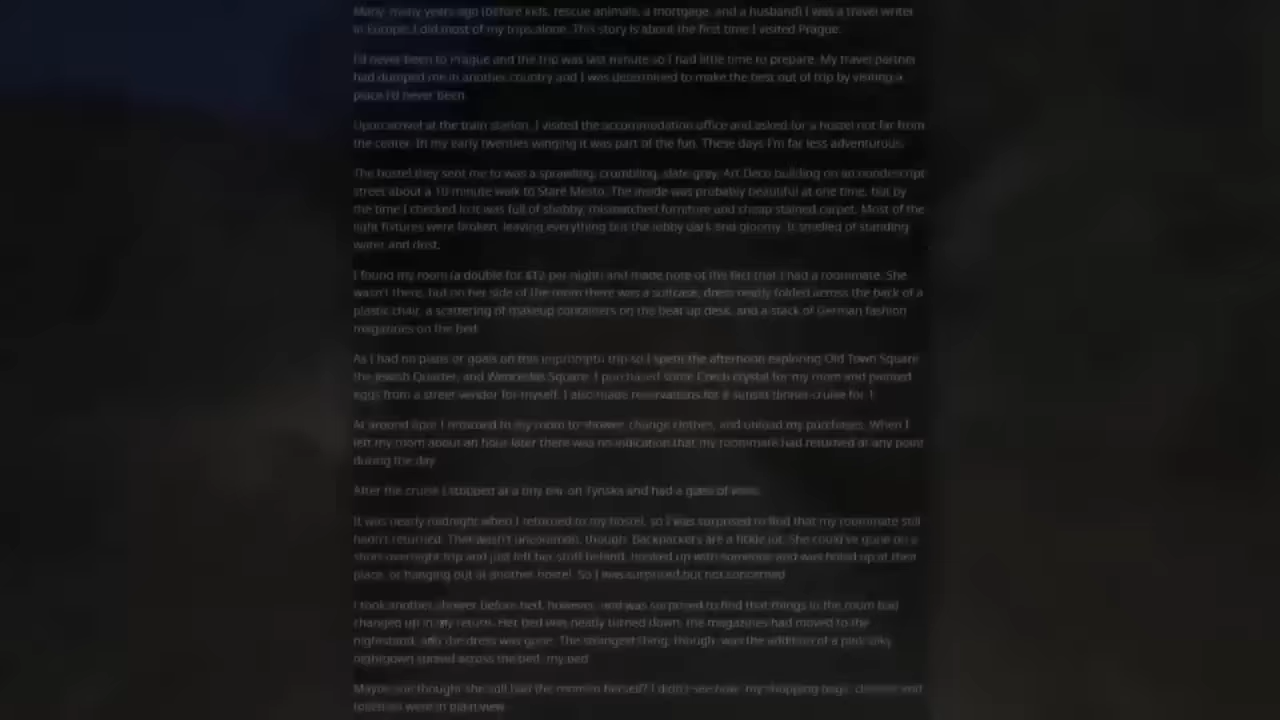 Many, many years ago (before kids, rescue animals, a mortgage, and a husband) I was a travel writer
in Europe. I did most of my trips alone. This story is about the first time I visited Prague.
I'd never been to Prague and the trip was last minute so I had little time to prepare. My travel partner
had dumped me in another country and I was determined to make the best out of trip by visiting a
place I'd never been.
Upon arrival at the train station, I visited the accommodation office and asked for a hostel not far from
the center. In my early twenties winging it was part of the fun. These days I'm far less adventurous.
The hostel they sent me to was a sprawling, crumbling, slate gray, Art Deco building on an nondescript
street about a 10 minute walk to Staré Mesto. The inside was probably beautiful at one time, but by
the time I checked in it was full of shabby, mismatched furniture and cheap stained carpet. Most of the
light fixtures were broken, leaving everything but the lobby dark and gloomy. It smelled of standing
water and dust.
I found my room (a double for $12 per night) and made note of the fact that I had a roommate. She
wasn't there, but on her side of the room there was a suitcase, dress neatly folded across the back of a
plastic chair, a scattering of makeup containers on the beat up desk, and a stack of German fashion
magazines on the bed.
As I had no plans or goals on this impromptu trip so I spent the afternoon exploring Old Town Square
the Jewish Quarter, and Wenceslas Square. I purchased some Czech crystal for my mom and painted
eggs from a street vendor for myself. I also made reservations for a sunset dinner cruise for 1.
At around 6pm I returned to my room to shower, change clothes, and unload my purchases. When I
left my room about an hour later there was no indication that my roommate had returned at any point
during the day.
After the cruise I stopped at a tiny bar on Tynska and had a glass of wine.
It was nearly midnight when I returned to my hostel, so I was surprised to find that my roommate still
hadn't returned. That wasn't uncommon, though. Backpackers are a fickle lot. She could've gone on a
short overnight trip and just left her stuff behind, hooked up with someone and was holed up at their
place, or hanging out at another hostel. So I was surprised but not concerned.
I took another shower before bed, however, and was surprised to find that things in the room had
changed up in my return. Her bed was neatly turned down, the magazines had moved to the
nightstand, and the dress was gone. The strangest thing, though, was the addition of a pink silky
nightgown spread across the bed, my bed.
Maybe she thought she still had the room to herself? I didn't see how, my shopping bags, clothes and
toiletries were in plain view.